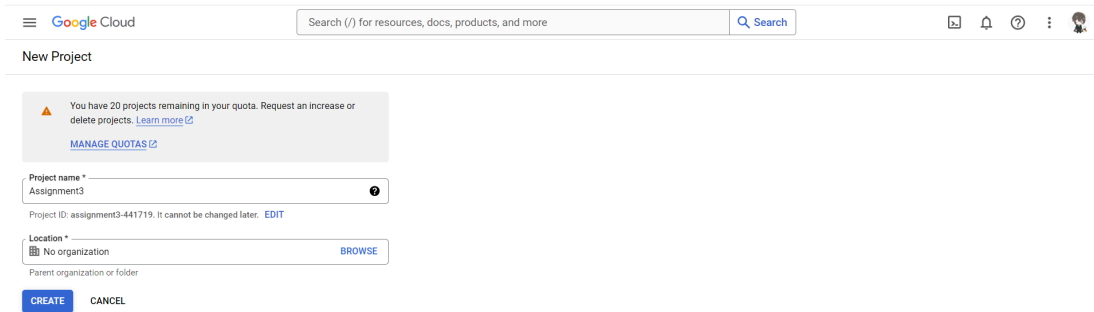 Google Cloud
Search (/) for resources, docs, products, and more
Search
New Project
You have 20 projects remaining in your quota. Request an increase or
delete projects. Learn more
MANAGE QUOTAS
Project name *
Assignment3
Project ID: assignment3-441719. It cannot be changed later. EDIT
Location *
No organization BROWSE
Parent organization or folder
CREATE CANCEL